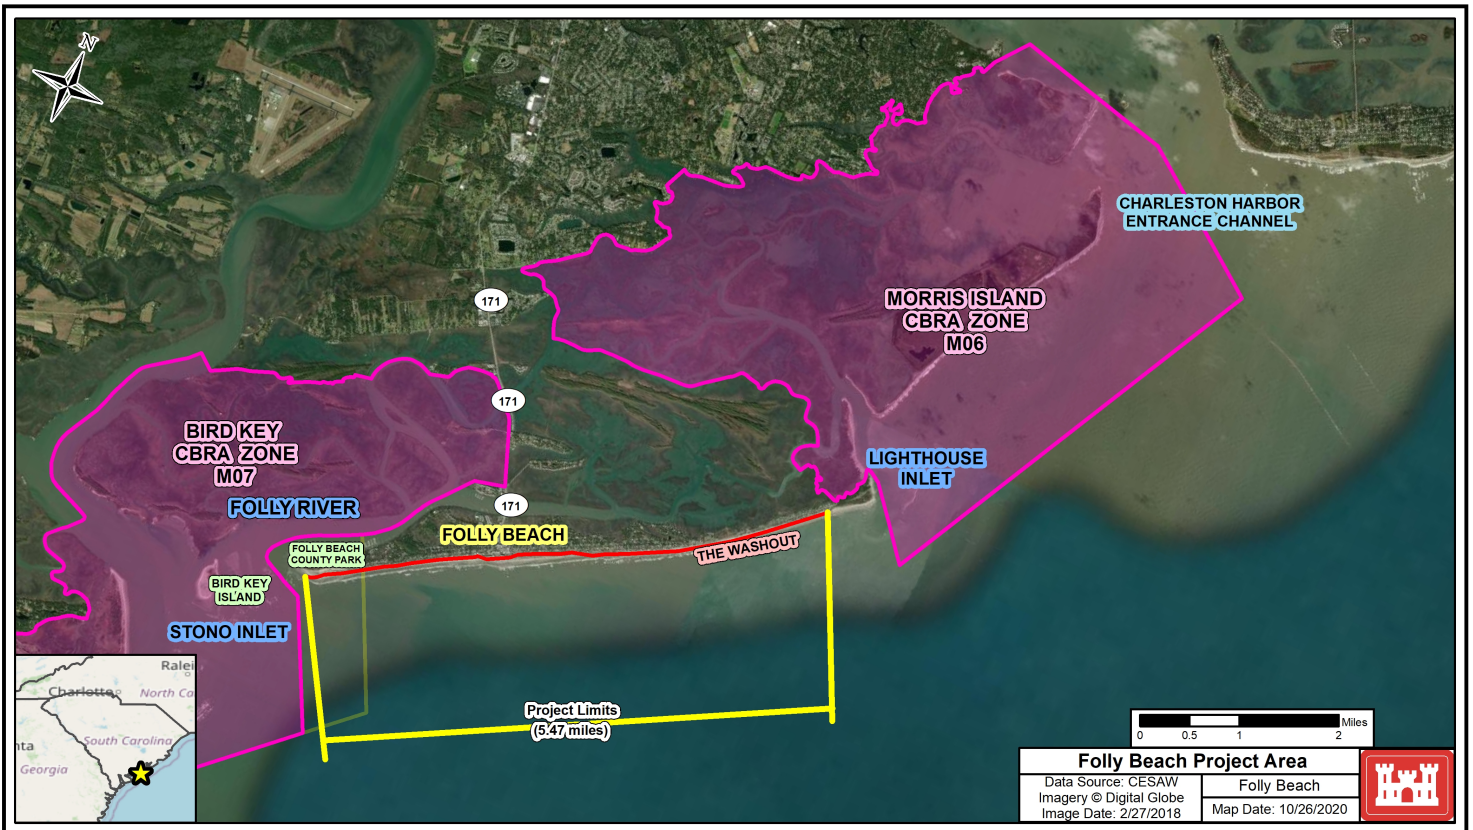 N
CHARLESTON HARBOR
ENTRANCE CHANNEL
171
MORRIS ISLAND
CBRA ZONE
M06
171
BIRD KEY
CBRA ZONE
M07
LIGHTHOUSE
INLET
FOLLY RIVER
171
FOLLY BEACH
THE WASHOUT
FOLLY BEACH
COUNTY PARK
BIRD KEY
ISLAND
STONO INLET
Ralei
Charlotte
North Ca
South Carolina
nta
Georgia
Project Limits
(5.47 miles)
Miles
0 0.5 1 2
Folly Beach Project Area
Data Source: CESAW
Imagery © Digital Globe
Image Date: 2/27/2018
Folly Beach
Map Date: 10/26/2020